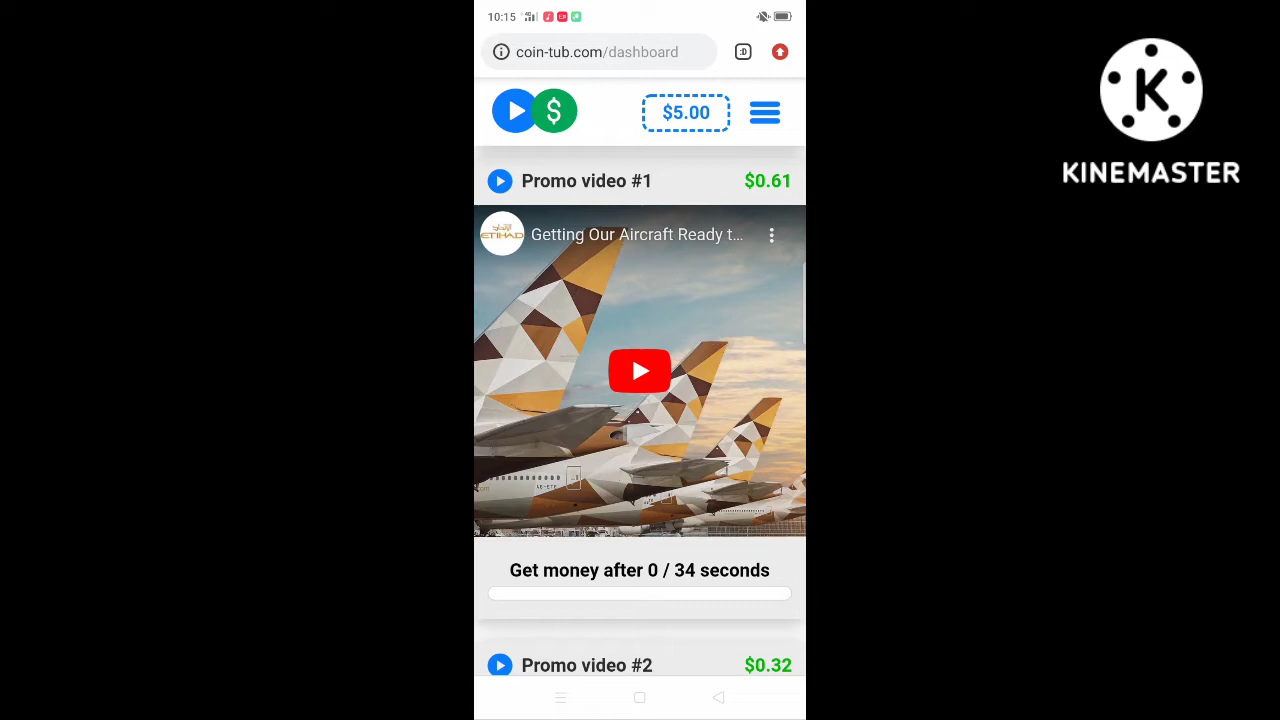 10:15
coin-tub.com/dashboard
:D
$
$5.00
Promo video #1 $0.61
ETIHAD
Getting Our Aircraft Ready t...
KINEMASTER
K
Get money after 0 / 34 seconds
Promo video #2 $0.32